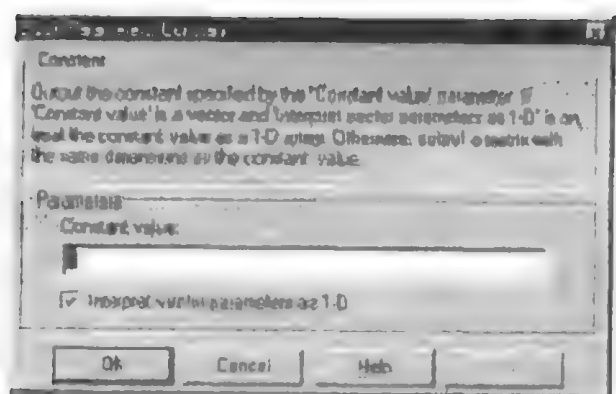 Constant
Output the constant specified by the 'Constant value' parameter. If
'Constant value' is a vector and 'Interpret vector parameters as 1-D' is on,
treat the constant value as a 1-D array. Otherwise, output a matrix with
the same dimensions as the constant value.
Parameters
Constant value:
Interpret vector parameters as 1-D
OK
Cancel
Help